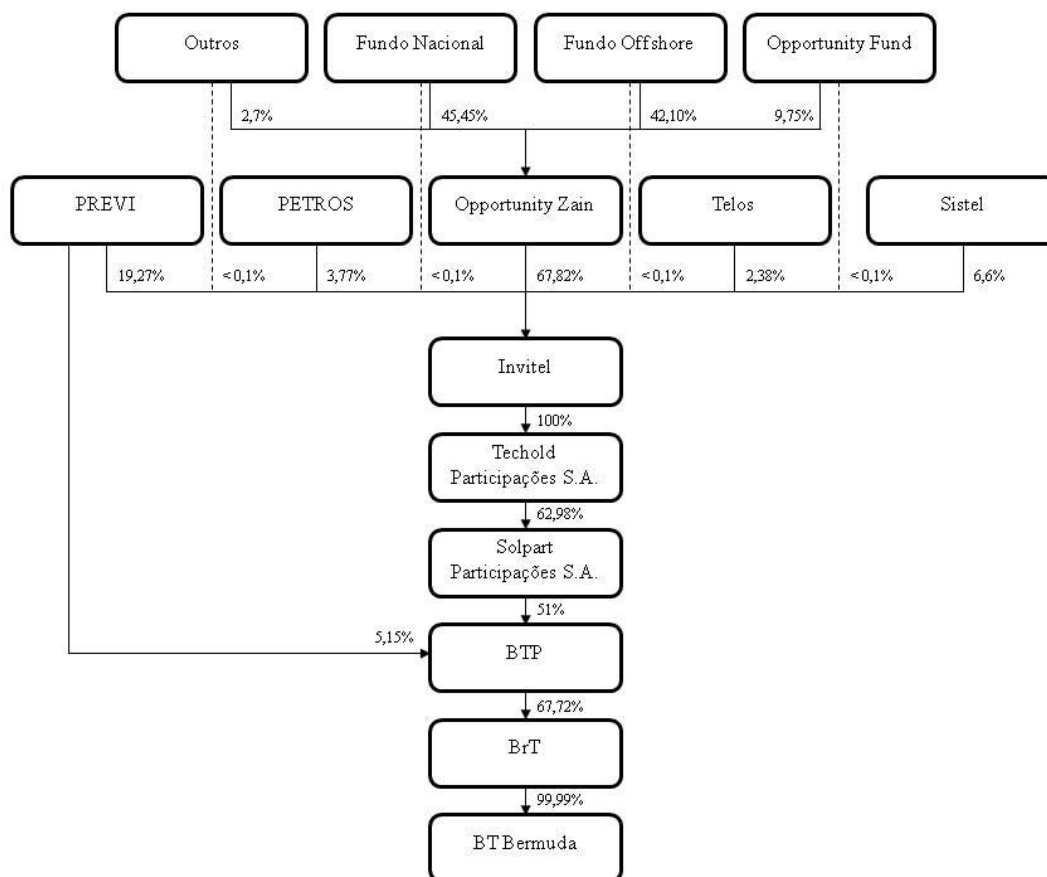 Outros
Fundo Nacional
Fundo Offshore
Opportunity Fund
2,7%
45,45%
42,10%
9,75%
PREVI
PETROS
Opportunity Zain
Telos
Sistel
19,27%
<0,1%
3,77%
<0,1%
67,82%
<0,1%
2,38%
<0,1%
6,6%
Invitel
100%
Techold
Participações S.A.
62,98%
Solpart
Participações S.A.
51%
5,15%
BTP
67,72%
BrT
99,99%
BT Bermuda